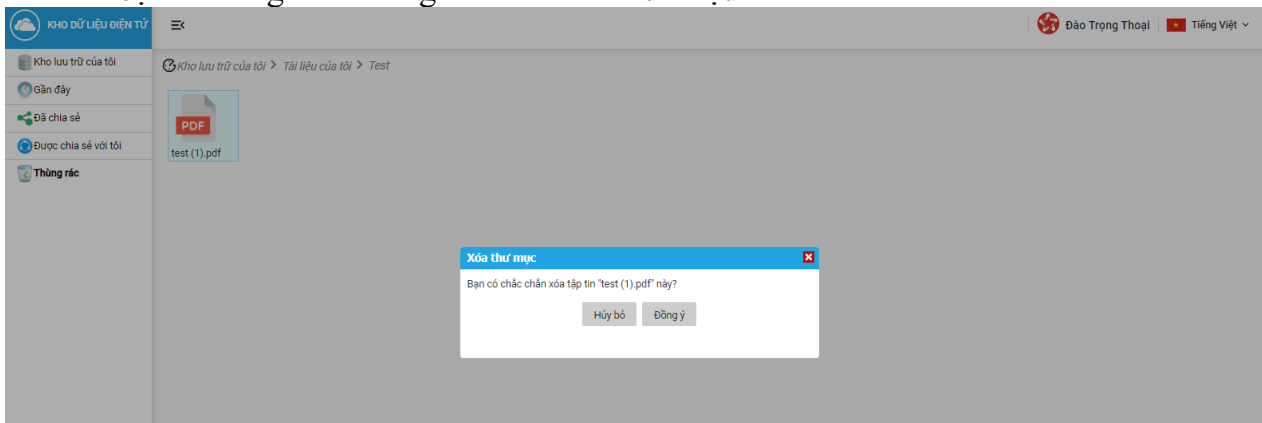 KHO DỮ LIỆU ĐIỆN TỬ
Đào Trọng Thoại
Tiếng Việt
Kho lưu trữ của tôi
Gần đây
Đã chia sẻ
Được chia sẻ với tôi
Thùng rác
Kho lưu trữ của tôi > Tài liệu của tôi > Test
PDF
test (1).pdf
Xóa thư mục
Bạn có chắc chắn xóa tập tin "test (1).pdf" này?
Hủy bỏ Đồng ý